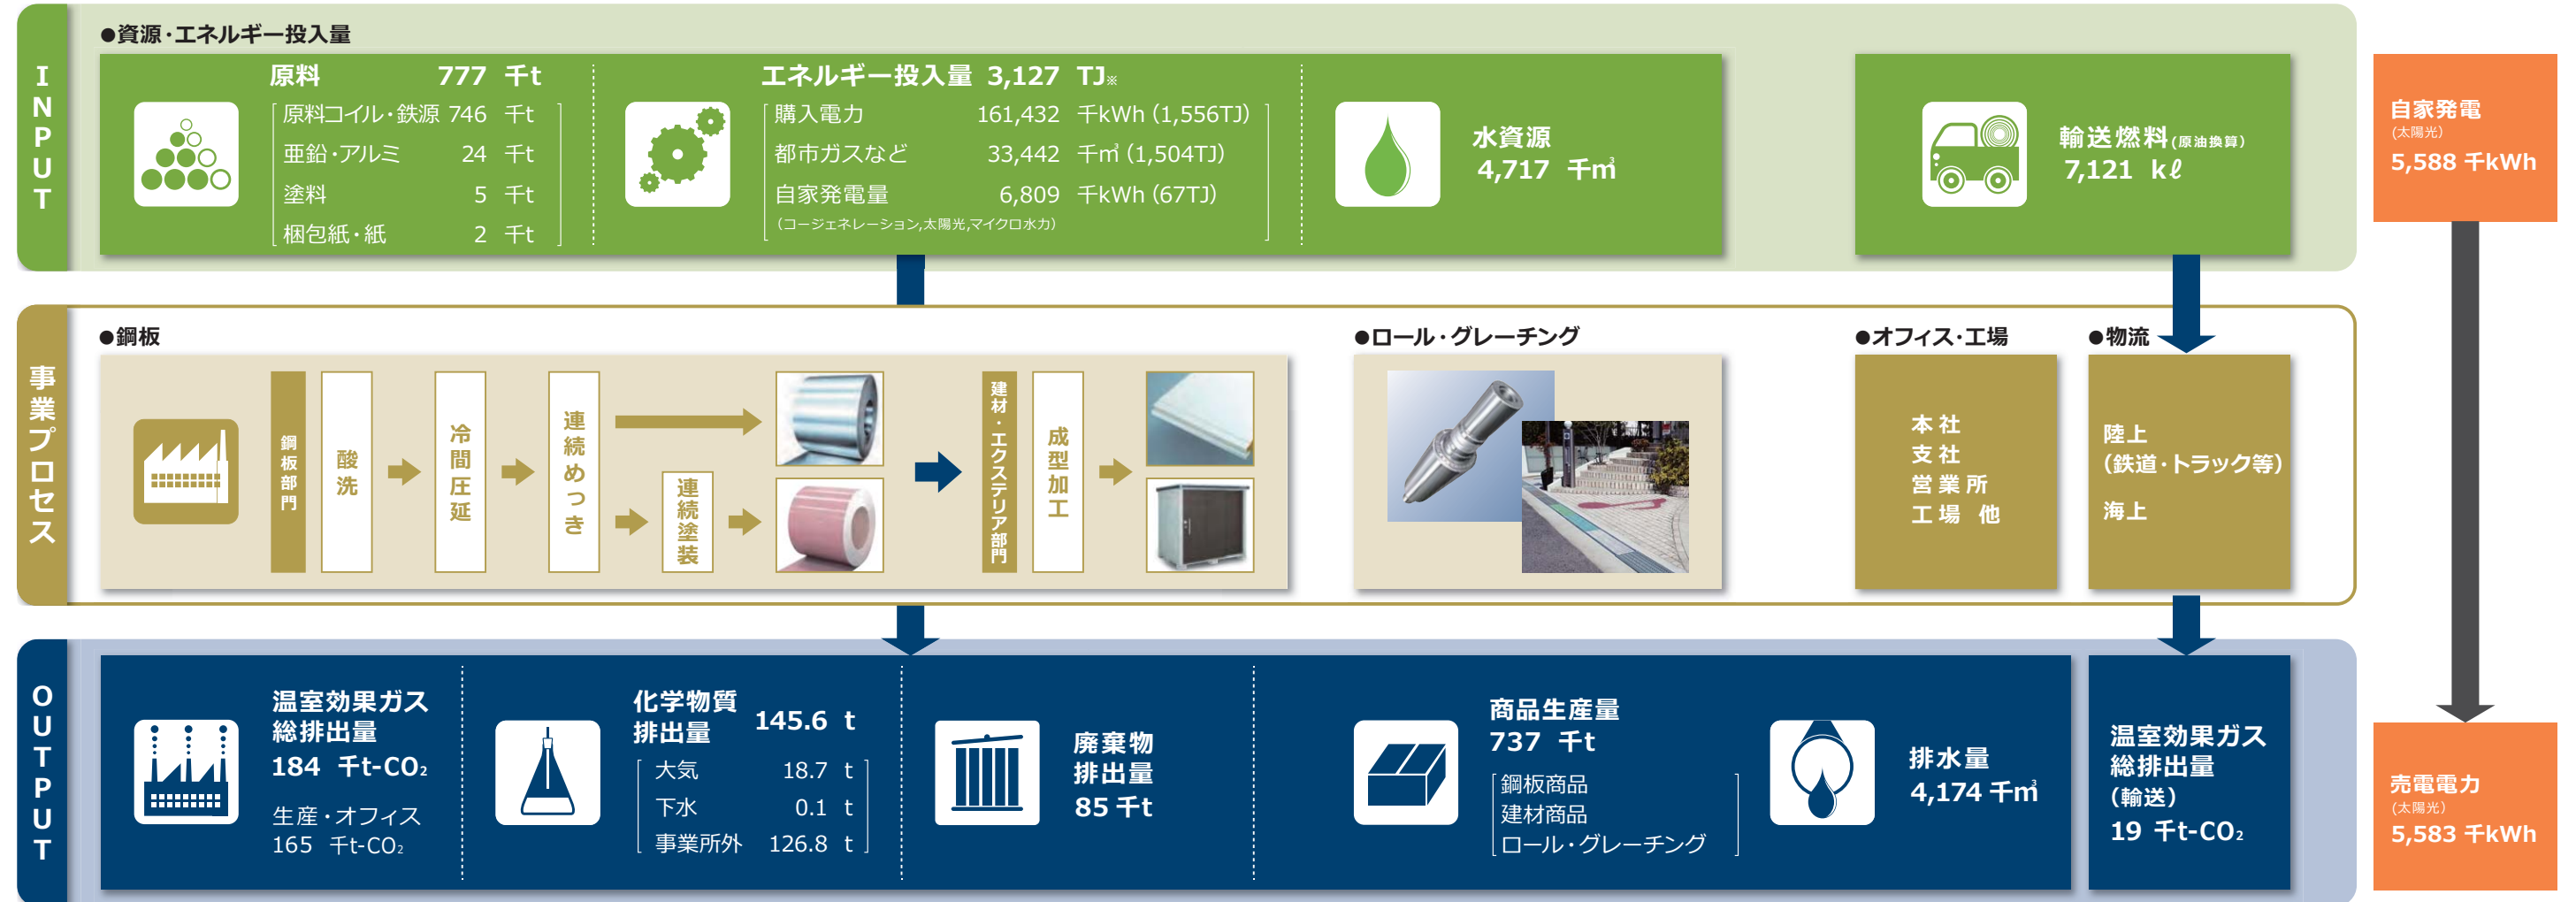 INPUT
●資源・エネルギー投入量
原料 777 千t
原料コイル・鉄源 746 千t
亜鉛・アルミ 24 千t
塗料 5 千t
梱包紙・紙 2 千t
エネルギー投入量 3,127 TJ※
購入電力 161,432 千kWh (1,556TJ)
都市ガスなど 33,442 千㎥ (1,504TJ)
自家発電量 6,809 千kWh (67TJ)
(コージェネレーション,太陽光,マイクロ水力)
水資源
4,717 千㎥
輸送燃料(原油換算)
7,121 kℓ
自家発電
(太陽光)
5,588 千kWh
事業プロセス
●鋼板
鋼板部門
酸洗
冷間圧延
連続めっき
連続塗装
建材・エクステリア部門
成型加工
●ロール・グレーチング
●オフィス・工場
本社
支社
営業所
工場 他
●物流
陸上
(鉄道・トラック等)
海上
OUTPUT
温室効果ガス
総排出量
184 千t-CO₂
生産・オフィス
165 千t-CO₂
化学物質
排出量 145.6 t
大気 18.7 t
下水 0.1 t
事業所外 126.8 t
廃棄物
排出量
85千t
商品生産量
737 千t
鋼板商品
建材商品
ロール・グレーチング
排水量
4,174千㎥
温室効果ガス
総排出量
(輸送)
19 千t-CO₂
売電電力
(太陽光)
5,583 千kWh